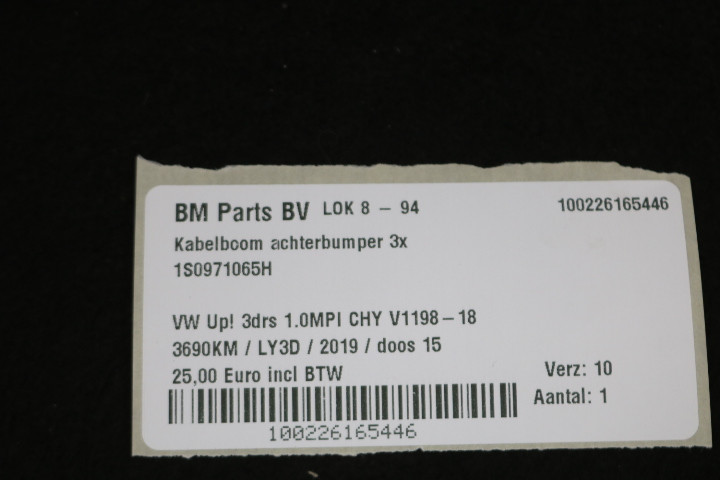 BM Parts BV LOK 8 - 94 100226165446
Kabelboom achterbumper 3x
1S0971065H
VW Up! 3drs 1.0MPI CHY V1198-18
3690KM / LY3D / 2019 / doos 15
25,00 Euro incl BTW Verz: 10
Aantal: 1
100226165446